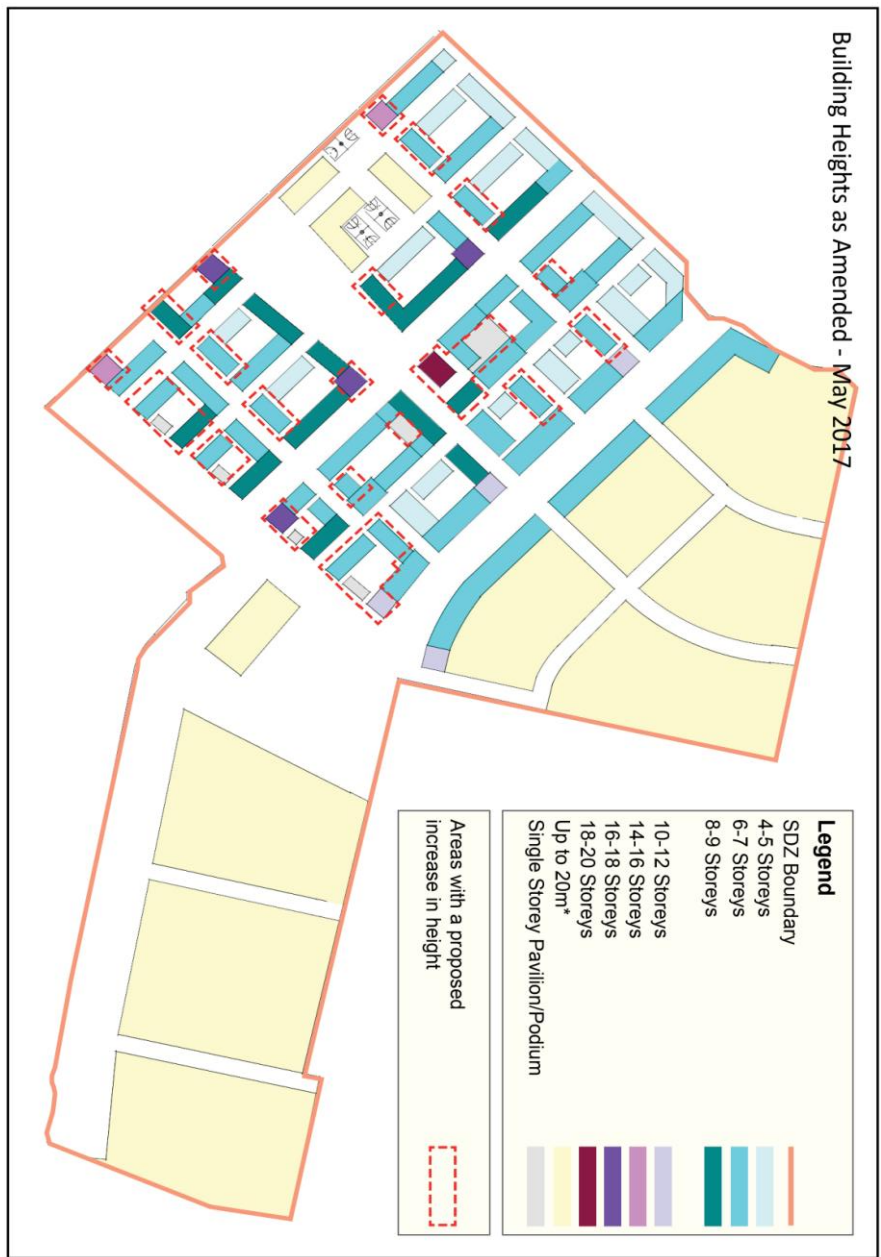 Building Heights as Amended - May 2017
Legend
SDZ Boundary
4-5 Storeys
6-7 Storeys
8-9 Storeys
10-12 Storeys
14-16 Storeys
16-18 Storeys
18-20 Storeys
Up to 20m*
Single Storey Pavilion/Podium
Areas with a proposed
increase in height